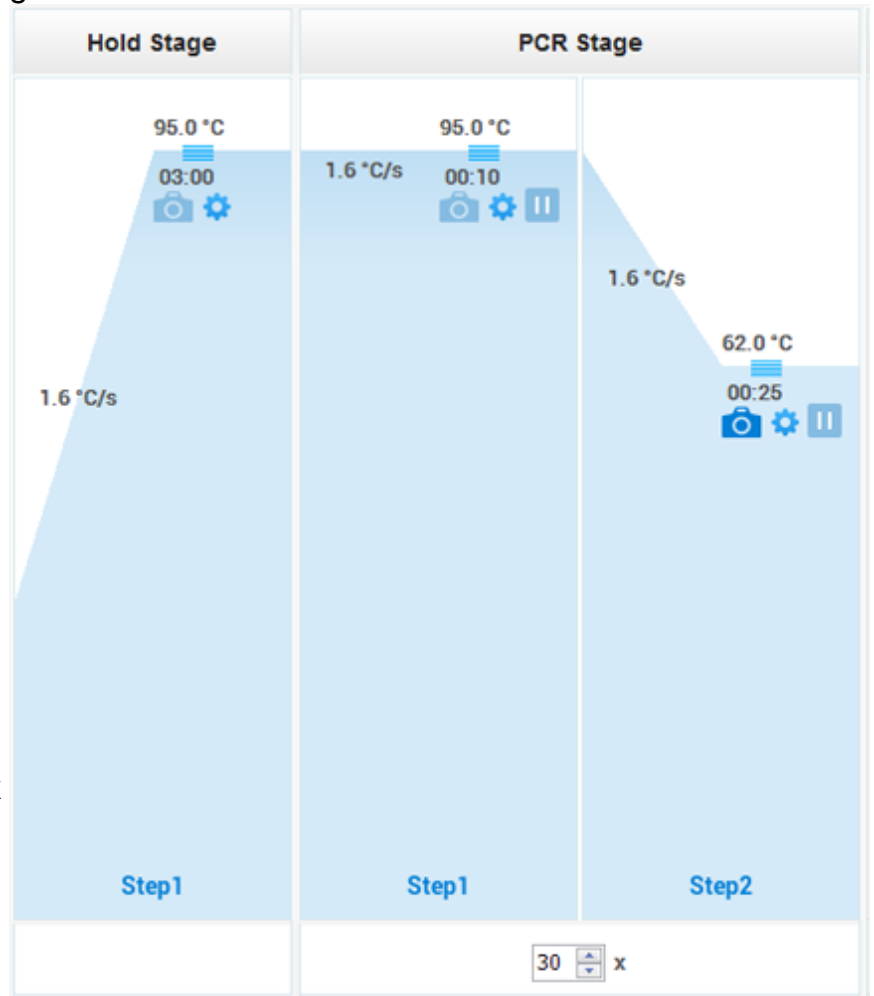 Hold Stage
PCR Stage
95.0 °C
03:00
1.6 °C/s
Step1
95.0 °C
1.6 °C/s
00:10
Step1
1.6 °C/s
62.0 °C
00:25
Step2
30 x